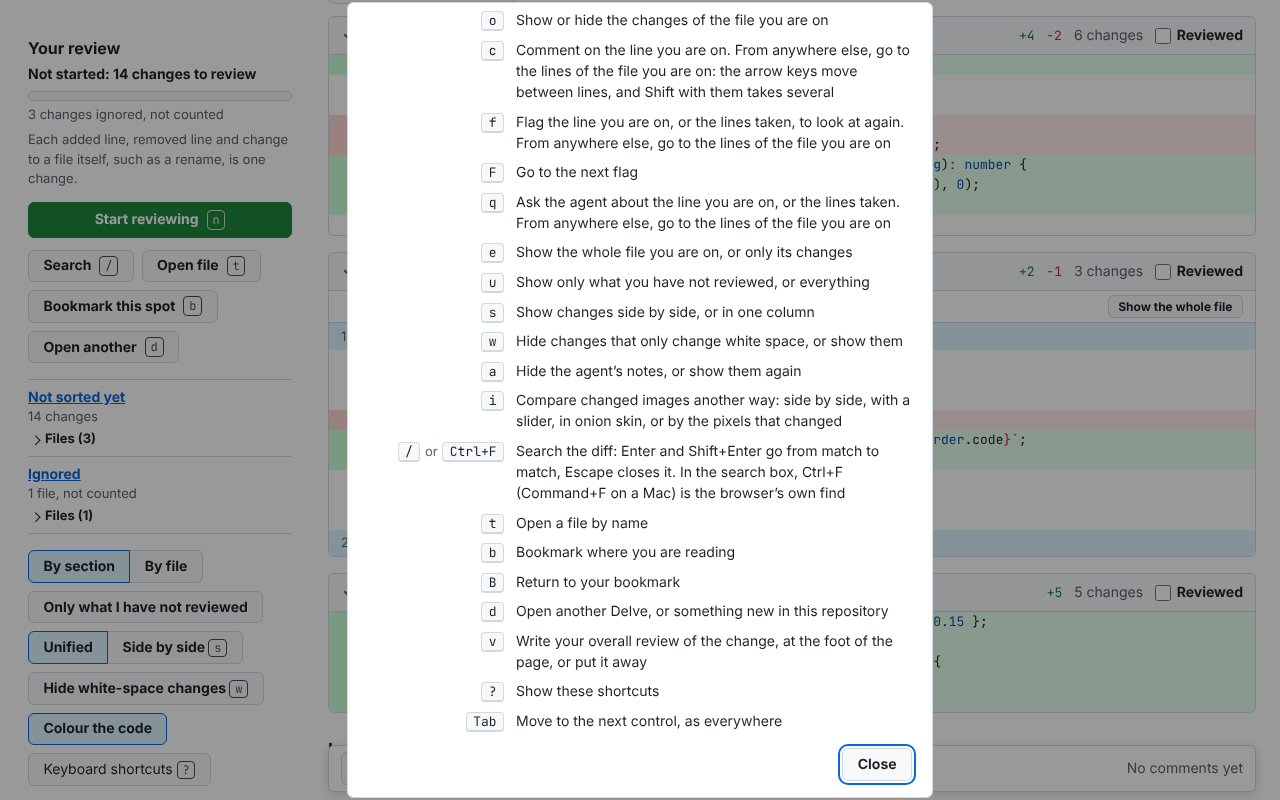 Your review
Not started: 14 changes to review
3 changes ignored, not counted
Each added line, removed line and change
to a file itself, such as a rename, is one
change.
Start reviewing n
Search / Open file t
Bookmark this spot b
Open another d
Not sorted yet
14 changes
Files (3)
Ignored
1 file, not counted
Files (1)
By section By file
Only what I have not reviewed
Unified Side by side s
Hide white-space changes w
Colour the code
Keyboard shortcuts ?
o Show or hide the changes of the file you are on
c Comment on the line you are on. From anywhere else, go to
the lines of the file you are on: the arrow keys move
between lines, and Shift with them takes several
f Flag the line you are on, or the lines taken, to look at again.
From anywhere else, go to the lines of the file you are on
F Go to the next flag
q Ask the agent about the line you are on, or the lines taken.
From anywhere else, go to the lines of the file you are on
e Show the whole file you are on, or only its changes
u Show only what you have not reviewed, or everything
s Show changes side by side, or in one column
w Hide changes that only change white space, or show them
a Hide the agent’s notes, or show them again
i Compare changed images another way: side by side, with a
slider, in onion skin, or by the pixels that changed
/ or Ctrl+F Search the diff: Enter and Shift+Enter go from match to
match, Escape closes it. In the search box, Ctrl+F
(Command+F on a Mac) is the browser’s own find
t Open a file by name
b Bookmark where you are reading
B Return to your bookmark
d Open another Delve, or something new in this repository
v Write your overall review of the change, at the foot of the
page, or put it away
? Show these shortcuts
Tab Move to the next control, as everywhere
Close
+4 -2 6 changes Reviewed
;
g): number {
), 0);
+2 -1 3 changes Reviewed
Show the whole file
1
rder.code}`;
2
+5 5 changes Reviewed
0.15 };
{
No comments yet